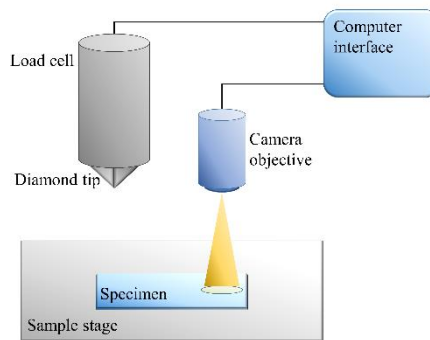 Computer
interface
Load cell
Camera
objective
Diamond tip
Specimen
Sample stage